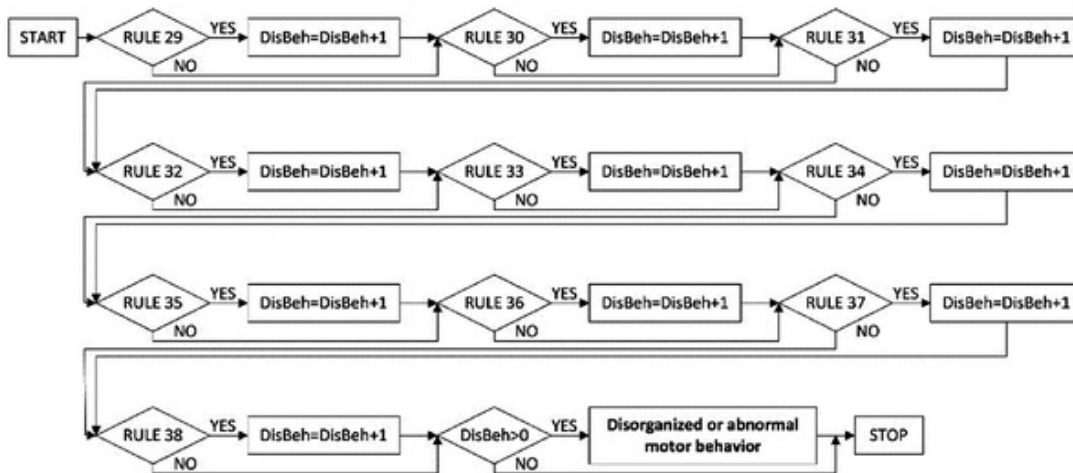 START
RULE 29
YES
DisBeh=DisBeh+1
NO
RULE 30
YES
DisBeh=DisBeh+1
NO
RULE 31
YES
DisBeh=DisBeh+1
NO
RULE 32
YES
DisBeh=DisBeh+1
NO
RULE 33
YES
DisBeh=DisBeh+1
NO
RULE 34
YES
DisBeh=DisBeh+1
NO
RULE 35
YES
DisBeh=DisBeh+1
NO
RULE 36
YES
DisBeh=DisBeh+1
NO
RULE 37
YES
DisBeh=DisBeh+1
NO
RULE 38
YES
DisBeh=DisBeh+1
NO
DisBeh>0
YES
Disorganized or abnormal
motor behavior
NO
STOP